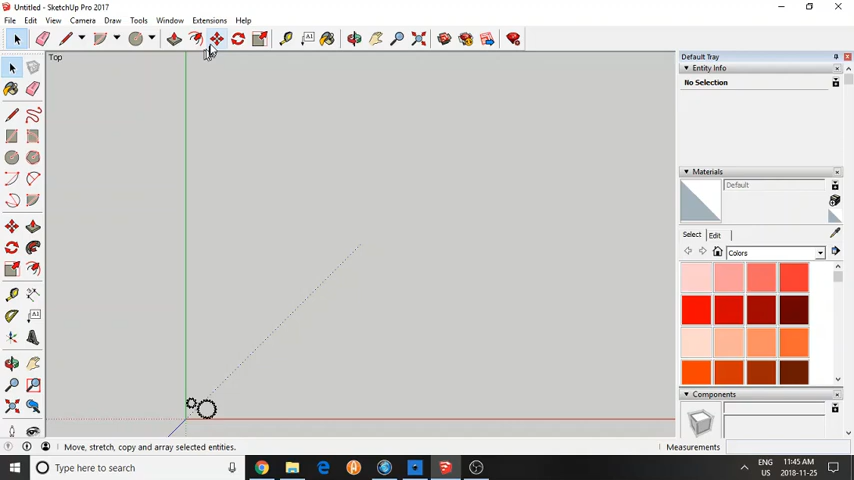 Untitled - SketchUp Pro 2017
File Edit View Camera Draw Tools Window Extensions Help
A1
Top
Default Tray
Entity Info
No Selection
Materials
Default
Select Edit
Colors
A1
Components
Move, stretch, copy and array selected entities.
Measurements
Type here to search
ENG 11:45 AM
US 2018-11-25